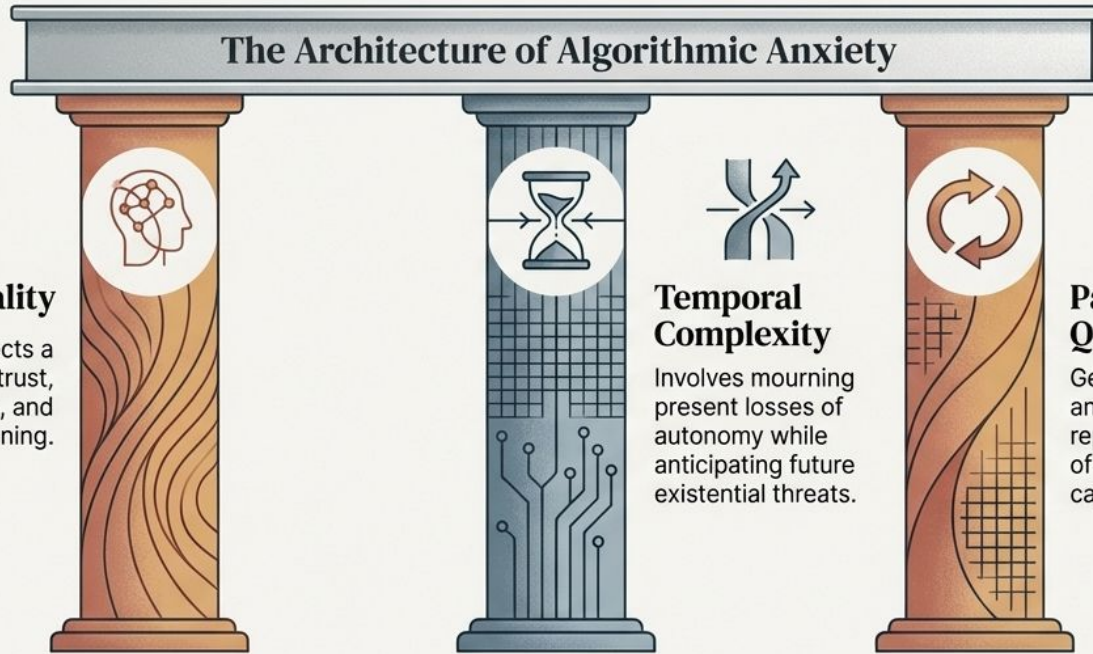 The Architecture of Algorithmic Anxiety
ality
cts a
trust,
, and
ning.
Temporal
Complexity
Involves mourning
present losses of
autonomy while
anticipating future
existential threats.
Pa
Q
Ge
an
re
of
ca